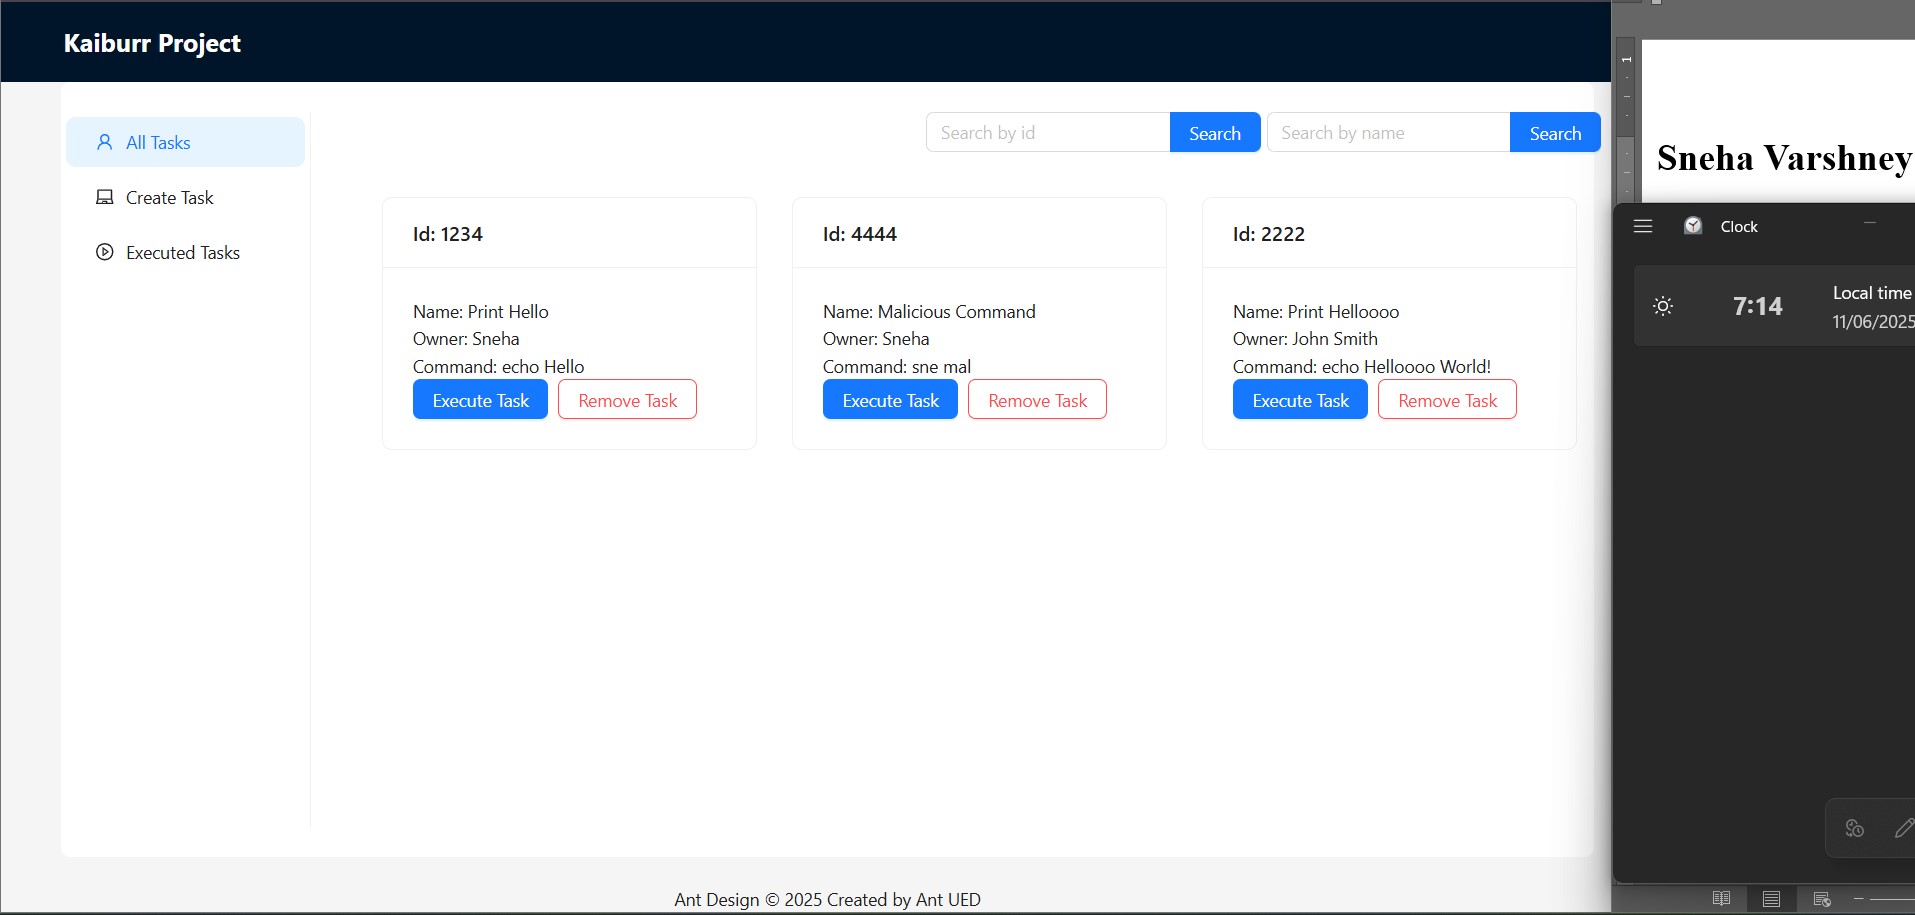 Kaiburr Project
All Tasks
Create Task
Executed Tasks
Search by id
Search
Search by name
Search
Id: 1234
Name: Print Hello
Owner: Sneha
Command: echo Hello
Execute Task
Remove Task
Id: 4444
Name: Malicious Command
Owner: Sneha
Command: sne mal
Execute Task
Remove Task
Id: 2222
Name: Print Helloooo
Owner: John Smith
Command: echo Helloooo World!
Execute Task
Remove Task
Ant Design © 2025 Created by Ant UED
1
Sneha Varshney
Clock
7:14
Local time
11/06/2025